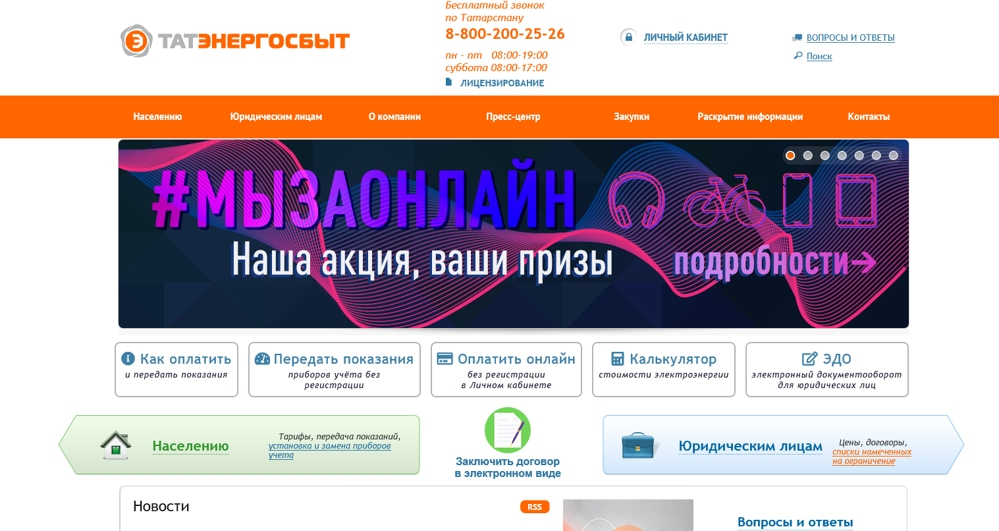 Бесплатный звонок
по Татарстану
8-800-200-25-26
пн - пт 08:00-19:00
суббота 08:00-17:00
ЛИЦЕНЗИРОВАНИЕ
ТАТЭНЕРГОСБЫТ
ЛИЧНЫЙ КАБИНЕТ
ВОПРОСЫ И ОТВЕТЫ
Поиск
Населению Юридическим лицам О компании Пресс-центр Закупки Раскрытие информации Контакты
#МЫЗАОНЛАЙН
Наша акция, ваши призы подробности→
Как оплатить
и передать показания
Передать показания
приборов учёта без
регистрации
Оплатить онлайн
без регистрации
в Личном кабинете
Калькулятор
стоимости электроэнергии
ЭДО
электронный документооборот
для юридических лиц
Населению
Тарифы, передача показаний,
установка и замена приборов
учета
Заключить договор
в электронном виде
Юридическим лицам
Цены, договоры,
списки намеченных
на ограничение
Новости
RSS
Вопросы и ответы